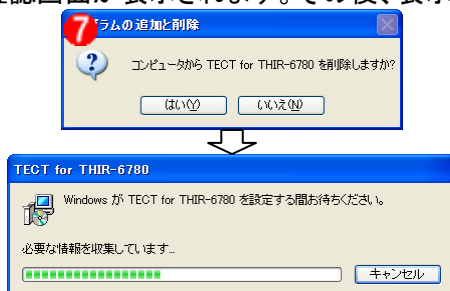 確認画面が表示されます。その後、表示
7 ラムの追加と削除
コンピュータから TECT for THIR-6780 を削除しますか?
はい(Y) いいえ(N)
TECT for THIR-6780
Windows が TECT for THIR-6780 を設定する間お待ちください。
必要な情報を収集しています...
キャンセル